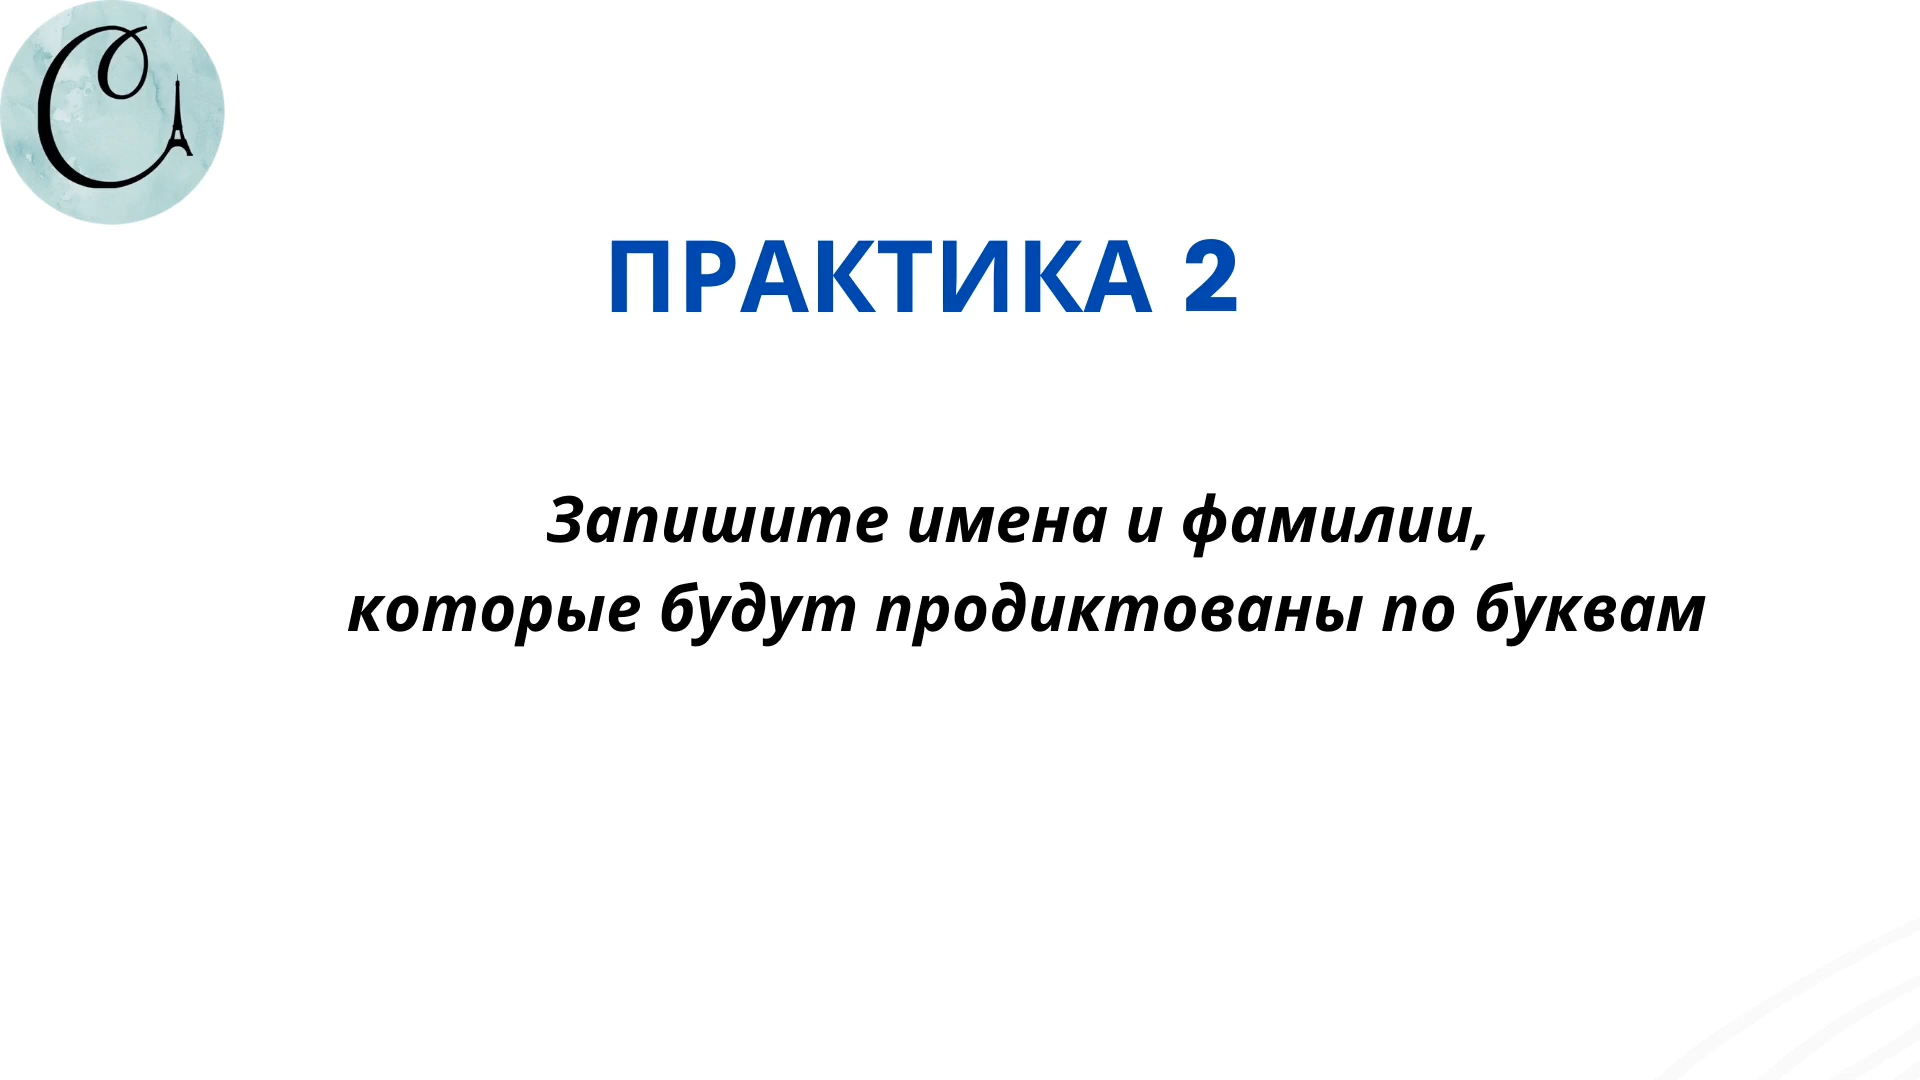 ПРАКТИКА 2
Запишите имена и фамилии,
которые будут продиктованы по буквам